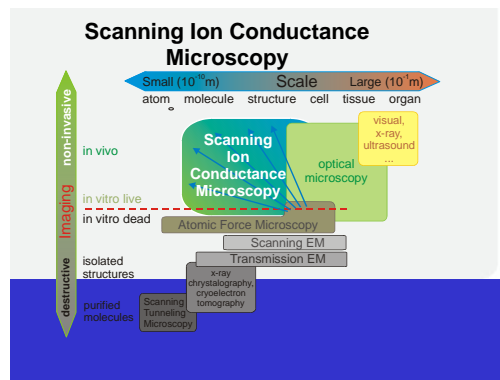 Scanning Ion Conductance
Microscopy
Small (10⁻¹⁰m) Scale Large (10⁻¹m)
atom molecule structure cell tissue organ
visual,
x-ray,
ultrasound
...
non-invasive
Imaging
destructive
in vivo
in vitro live
in vitro dead
isolated
structures
purified
molecules
Scanning
Ion
Conductance
Microscopy
optical
microscopy
Atomic Force Microscopy
Scanning EM
Transmission EM
x-ray
chrystalography,
cryoelectron
tomography
Scanning
Tunneling
Microscopy